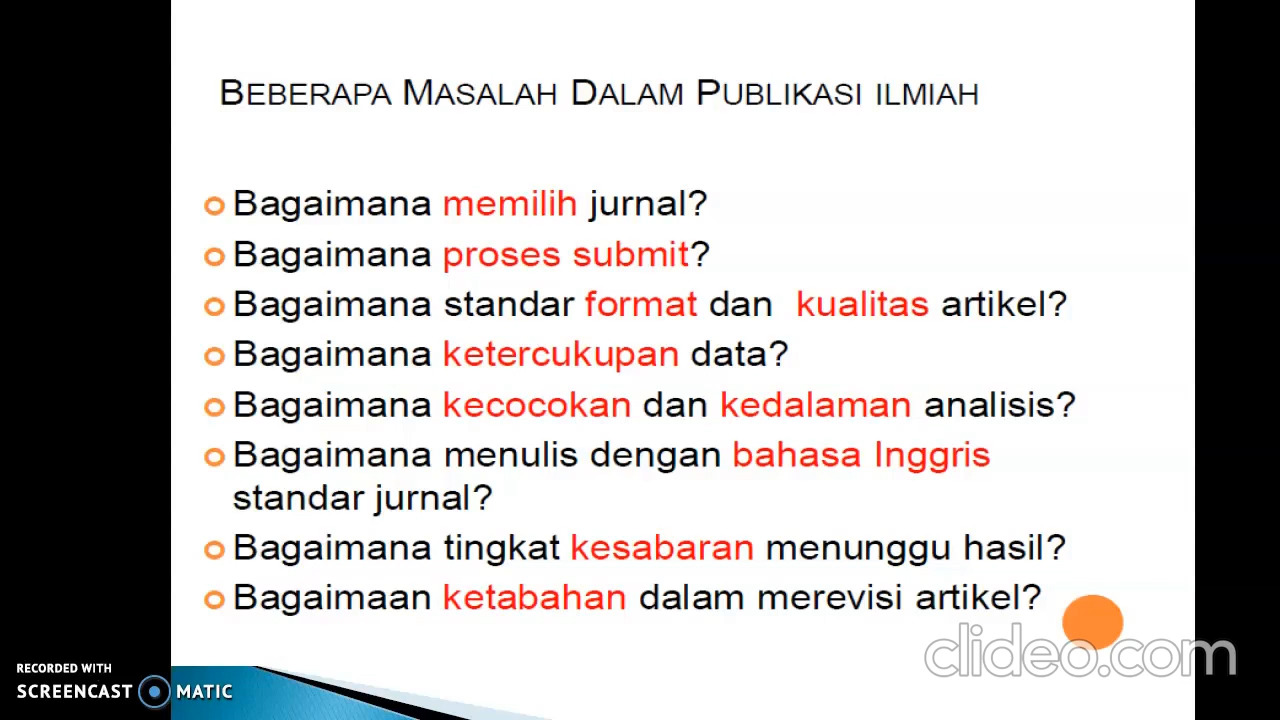 BEBERAPA MASALAH DALAM PUBLIKASI ILMIAH
Bagaimana memilih jurnal?
Bagaimana proses submit?
Bagaimana standar format dan kualitas artikel?
Bagaimana ketercukupan data?
Bagaimana kecocokan dan kedalaman analisis?
Bagaimana menulis dengan bahasa Inggris
standar jurnal?
Bagaimana tingkat kesabaran menunggu hasil?
Bagaimaan ketabahan dalam merevisi artikel?
clideo.com
RECORDED WITH
SCREENCAST MATIC